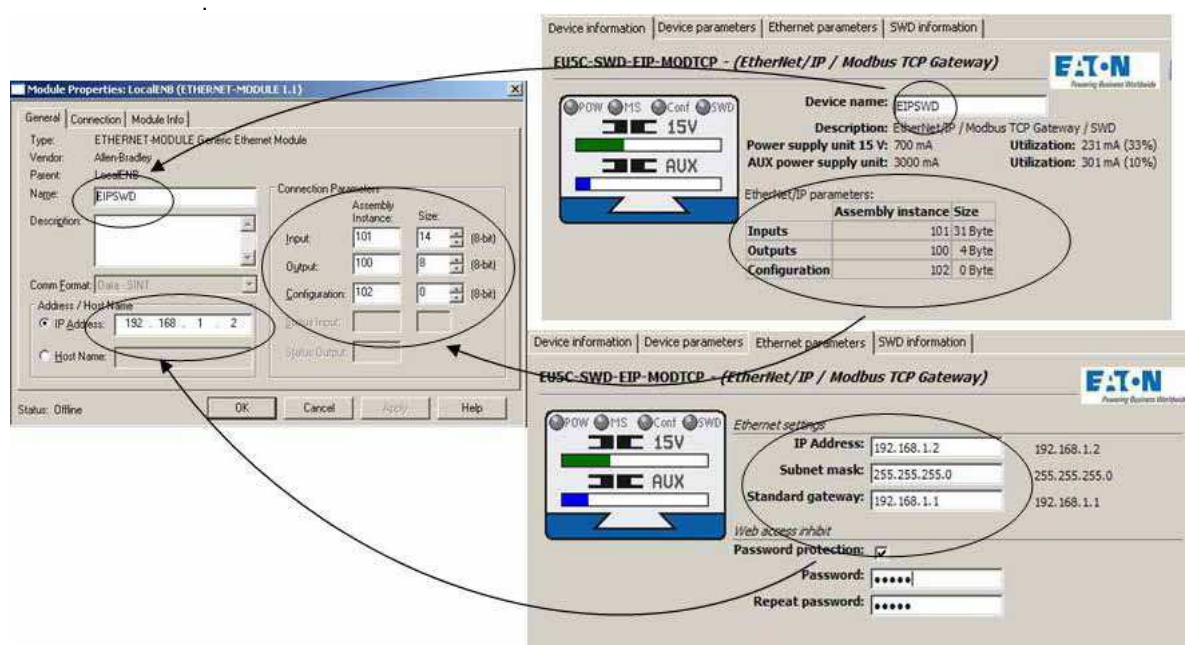 Module Properties: LocalENB (ETHERNET-MODULE 1.1)
General Connection Module Info
Type: ETHERNET-MODULE Generic Ethernet Module
Vendor: Allen-Bradley
Parent: LocalENB
Name: EIPSWD
Description:
Comm Format: Data - SINT
Address / Host Name
IP Address: 192 . 168 . 1 . 2
Host Name:
Connection Parameters
Assembly Instance: Size:
Input: 101 14 (8-bit)
Output: 100 8 (8-bit)
Configuration: 102 0 (8-bit)
Status Input:
Status Output:
Status: Offline
OK Cancel Apply Help
Device information Device parameters Ethernet parameters SWD information
EU5C-SWD-EIP-MODTCP - (EtherNet/IP / Modbus TCP Gateway)
EATON
Powering Business Worldwide
POW MS Conf SWD
15V
AUX
Device name: EIPSWD
Description: EtherNet/IP / Modbus TCP Gateway / SWD
Power supply unit 15 V: 700 mA Utilization: 231 mA (33%)
AUX power supply unit: 3000 mA Utilization: 301 mA (10%)
EtherNet/IP parameters:
Assembly instance Size
Inputs 101 31 Byte
Outputs 100 4 Byte
Configuration 102 0 Byte
Device information Device parameters Ethernet parameters SWD information
EU5C-SWD-EIP-MODTCP - (EtherNet/IP / Modbus TCP Gateway)
EATON
Powering Business Worldwide
POW MS Conf SWD
15V
AUX
Ethernet settings
IP Address: 192.168.1.2 192.168.1.2
Subnet mask: 255.255.255.0 255.255.255.0
Standard gateway: 192.168.1.1 192.168.1.1
Web access inhibit
Password protection:
Password: •••••
Repeat password: •••••